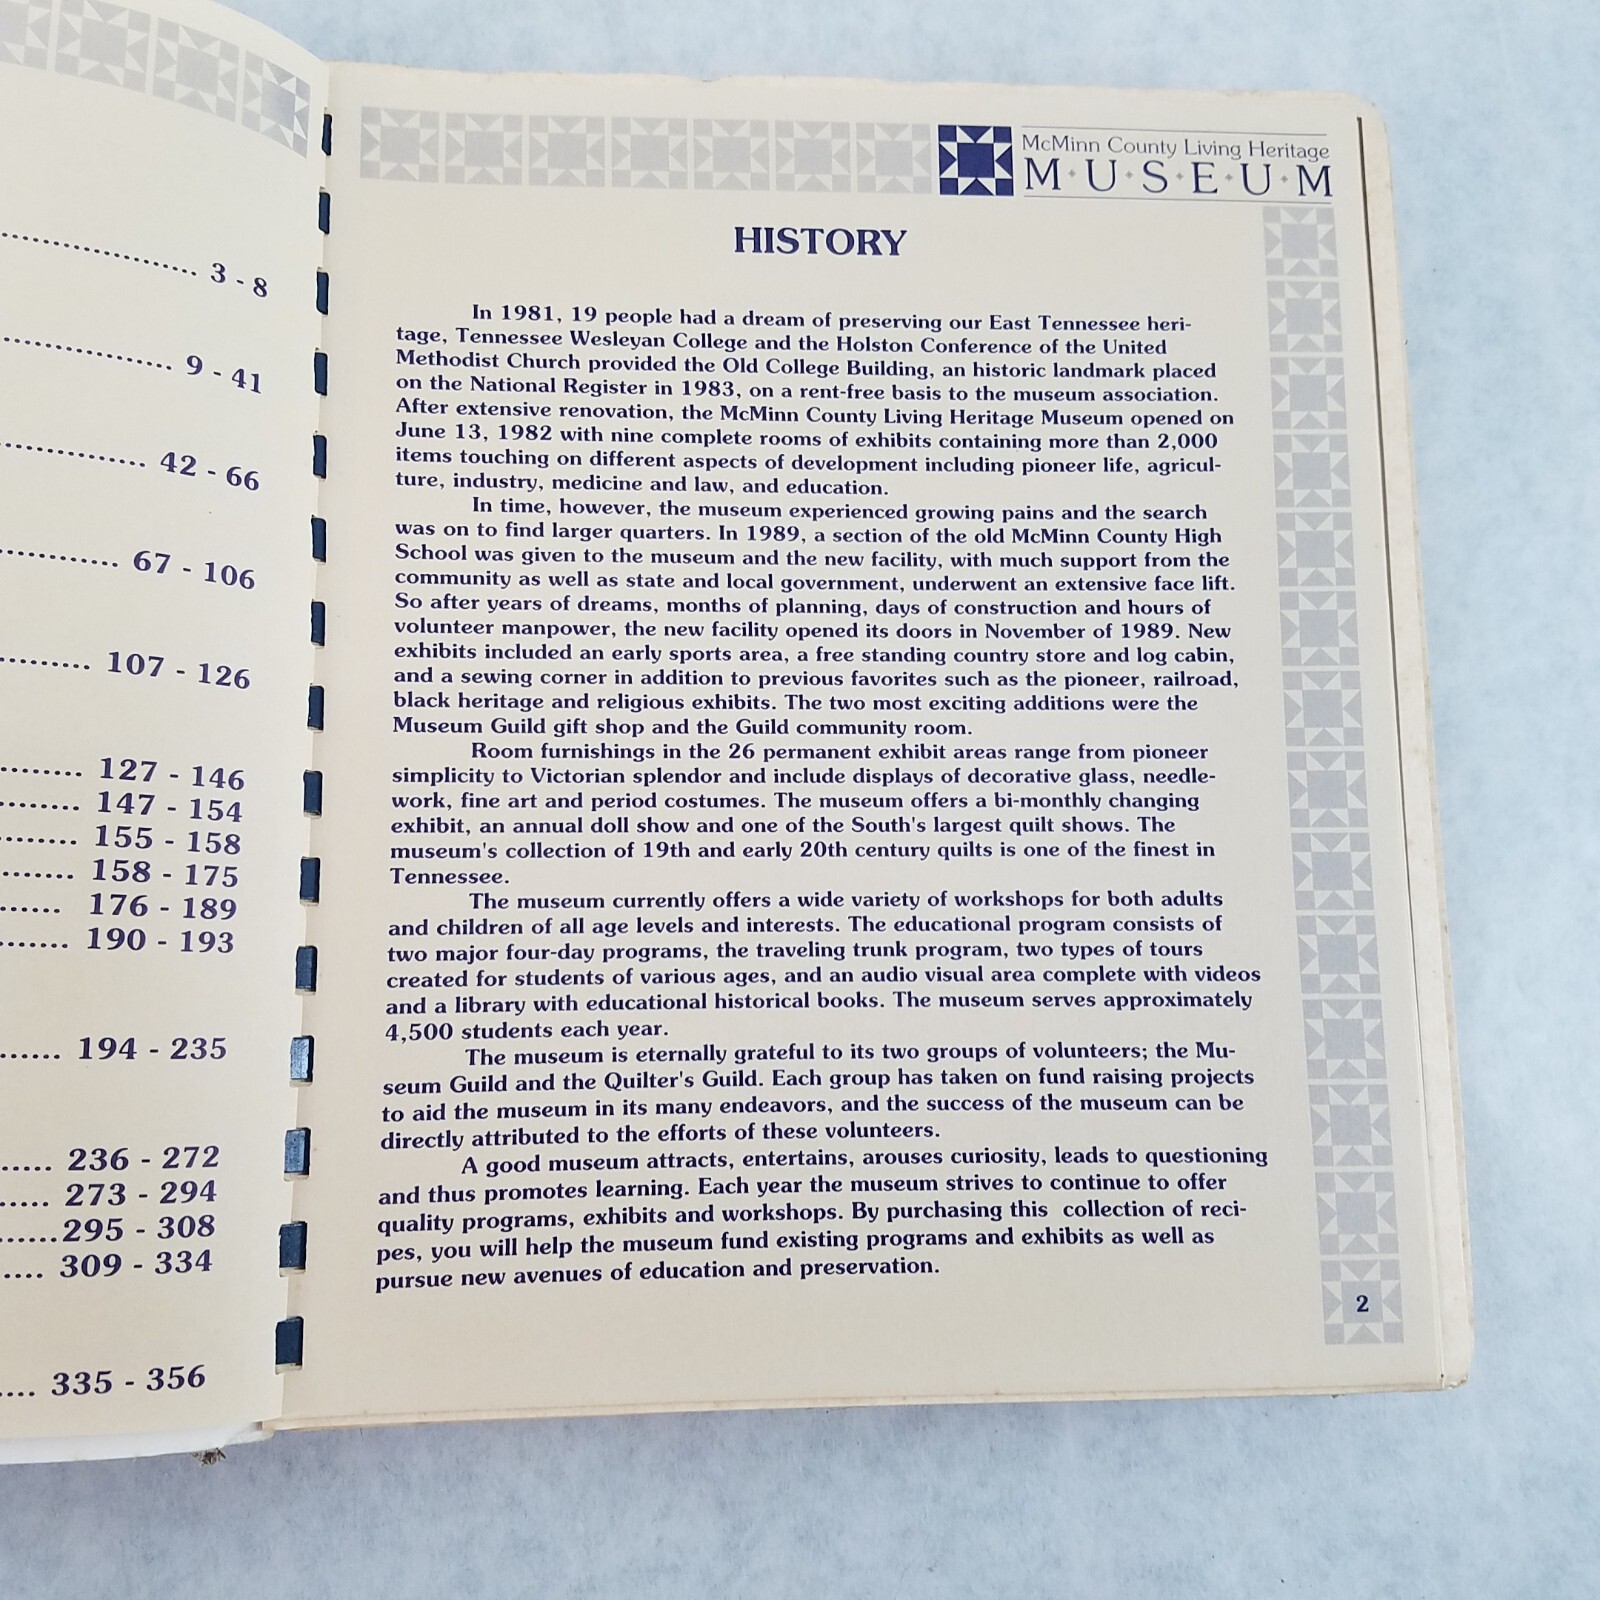 3 - 8
9 - 41
42 - 66
67 - 106
107 - 126
127 - 146
147 - 154
155 - 158
158 - 175
176 - 189
190 - 193
194 - 235
236 - 272
273 - 294
295 - 308
309 - 334
335 - 356
McMinn County Living Heritage
M·U·S·E·U·M
HISTORY
In 1981, 19 people had a dream of preserving our East Tennessee heri-
tage, Tennessee Wesleyan College and the Holston Conference of the United
Methodist Church provided the Old College Building, an historic landmark placed
on the National Register in 1983, on a rent-free basis to the museum association.
After extensive renovation, the McMinn County Living Heritage Museum opened on
June 13, 1982 with nine complete rooms of exhibits containing more than 2,000
items touching on different aspects of development including pioneer life, agricul-
ture, industry, medicine and law, and education.
In time, however, the museum experienced growing pains and the search
was on to find larger quarters. In 1989, a section of the old McMinn County High
School was given to the museum and the new facility, with much support from the
community as well as state and local government, underwent an extensive face lift.
So after years of dreams, months of planning, days of construction and hours of
volunteer manpower, the new facility opened its doors in November of 1989. New
exhibits included an early sports area, a free standing country store and log cabin,
and a sewing corner in addition to previous favorites such as the pioneer, railroad,
black heritage and religious exhibits. The two most exciting additions were the
Museum Guild gift shop and the Guild community room.
Room furnishings in the 26 permanent exhibit areas range from pioneer
simplicity to Victorian splendor and include displays of decorative glass, needle-
work, fine art and period costumes. The museum offers a bi-monthly changing
exhibit, an annual doll show and one of the South's largest quilt shows. The
museum's collection of 19th and early 20th century quilts is one of the finest in
Tennessee.
The museum currently offers a wide variety of workshops for both adults
and children of all age levels and interests. The educational program consists of
two major four-day programs, the traveling trunk program, two types of tours
created for students of various ages, and an audio visual area complete with videos
and a library with educational historical books. The museum serves approximately
4,500 students each year.
The museum is eternally grateful to its two groups of volunteers; the Mu-
seum Guild and the Quilter's Guild. Each group has taken on fund raising projects
to aid the museum in its many endeavors, and the success of the museum can be
directly attributed to the efforts of these volunteers.
A good museum attracts, entertains, arouses curiosity, leads to questioning
and thus promotes learning. Each year the museum strives to continue to offer
quality programs, exhibits and workshops. By purchasing this collection of reci-
pes, you will help the museum fund existing programs and exhibits as well as
pursue new avenues of education and preservation.
2